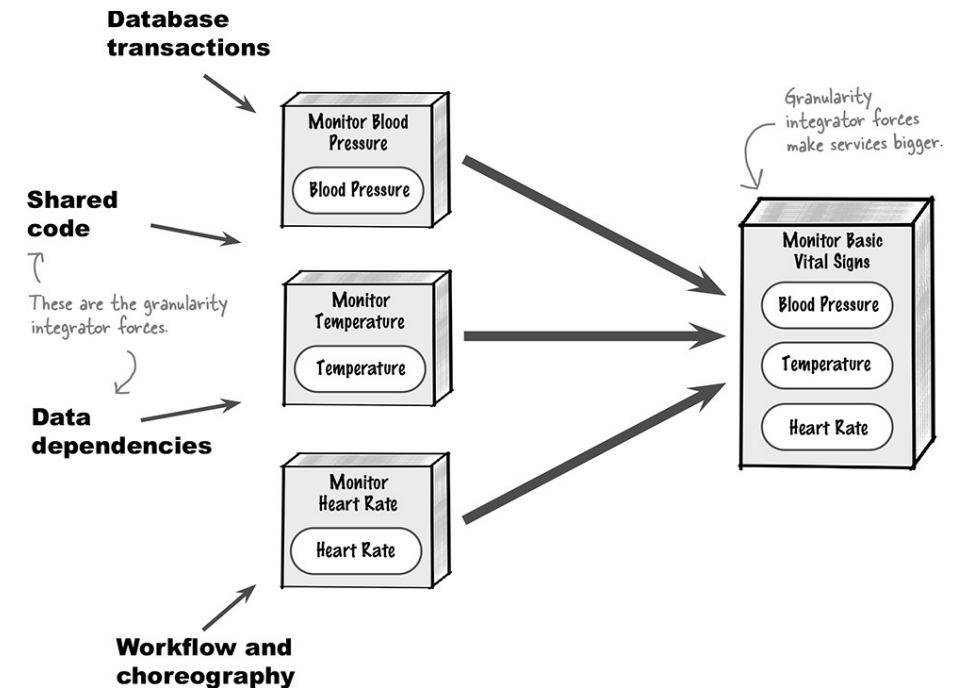 Database
transactions
Monitor Blood
Pressure
Blood Pressure
Granularity
integrator forces
make services bigger.
Shared
code
These are the granularity
integrator forces.
Monitor
Temperature
Temperature
Monitor Basic
Vital Signs
Blood Pressure
Temperature
Heart Rate
Data
dependencies
Monitor
Heart Rate
Heart Rate
Workflow and
choreography